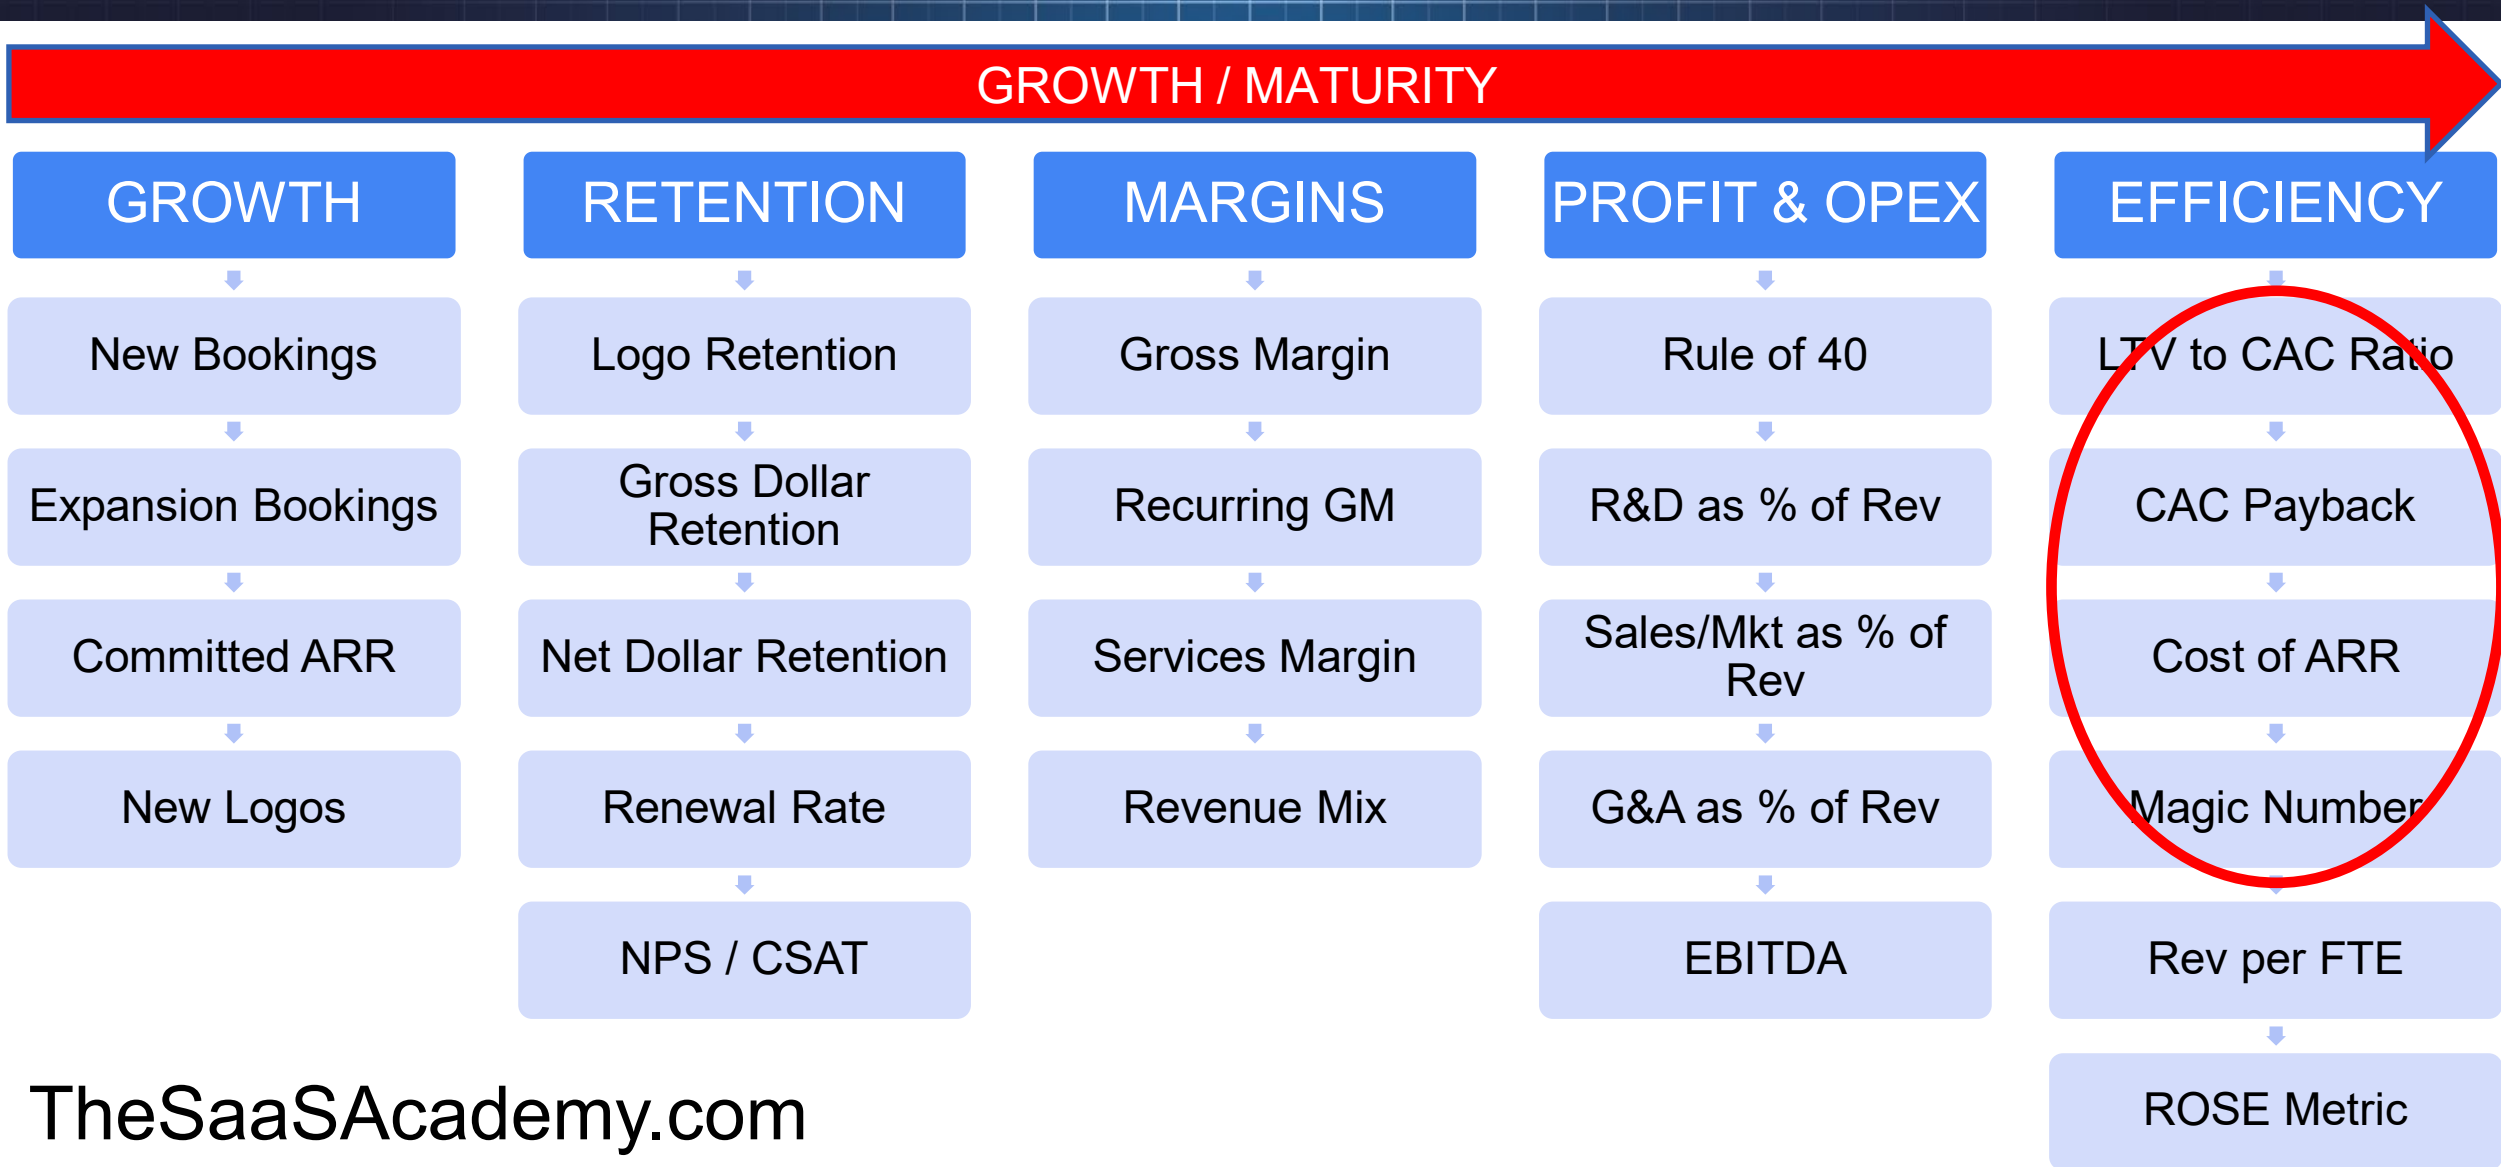 GROWTH / MATURITY
GROWTH
New Bookings
Expansion Bookings
Committed ARR
New Logos
RETENTION
Logo Retention
Gross Dollar
Retention
Net Dollar Retention
Renewal Rate
NPS / CSAT
MARGINS
Gross Margin
Recurring GM
Services Margin
Revenue Mix
PROFIT & OPEX
Rule of 40
R&D as % of Rev
Sales/Mkt as % of
Rev
G&A as % of Rev
EBITDA
EFFICIENCY
LTV to CAC Ratio
CAC Payback
Cost of ARR
Magic Number
Rev per FTE
ROSE Metric
TheSaaSAcademy.com